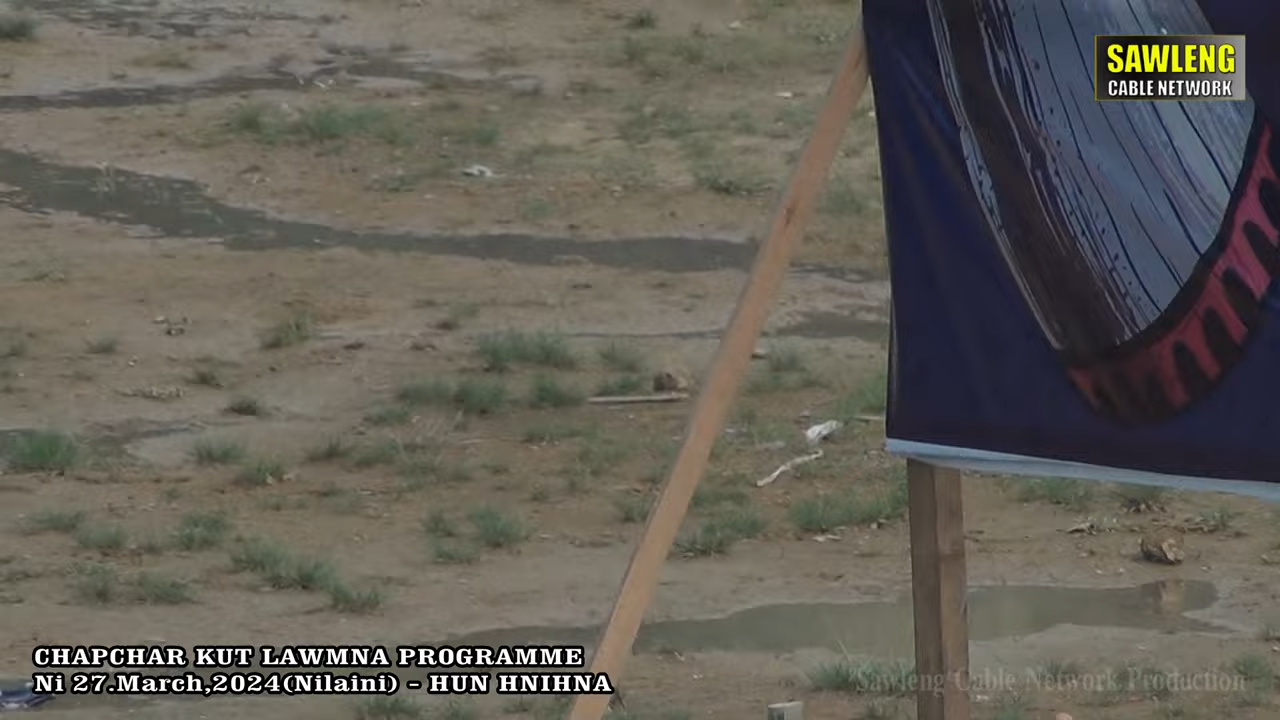 SAWLENG
CABLE NETWORK
CHAPCHAR KUT LAWMNA PROGRAMME
Ni 27.March,2024(Nilaini) - HUN HNIHNA
Sawleng Cable Network Production